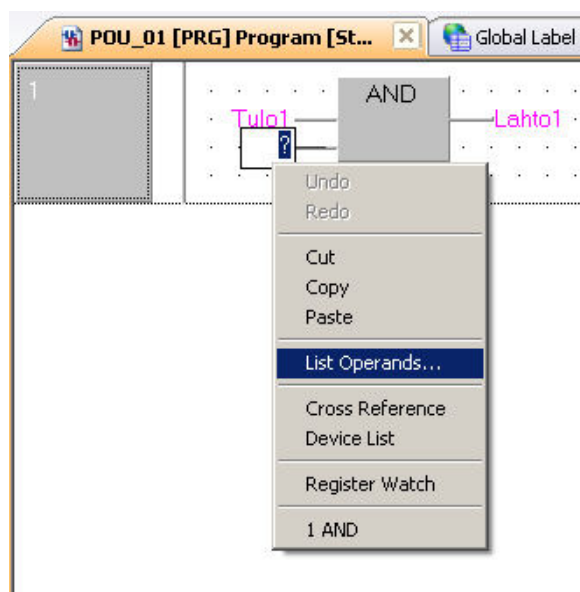 POU_01 [PRG] Program [St...
Global Label
1
AND
Tulo1
Lahto1
?
Undo
Redo
Cut
Copy
Paste
List Operands...
Cross Reference
Device List
Register Watch
1 AND